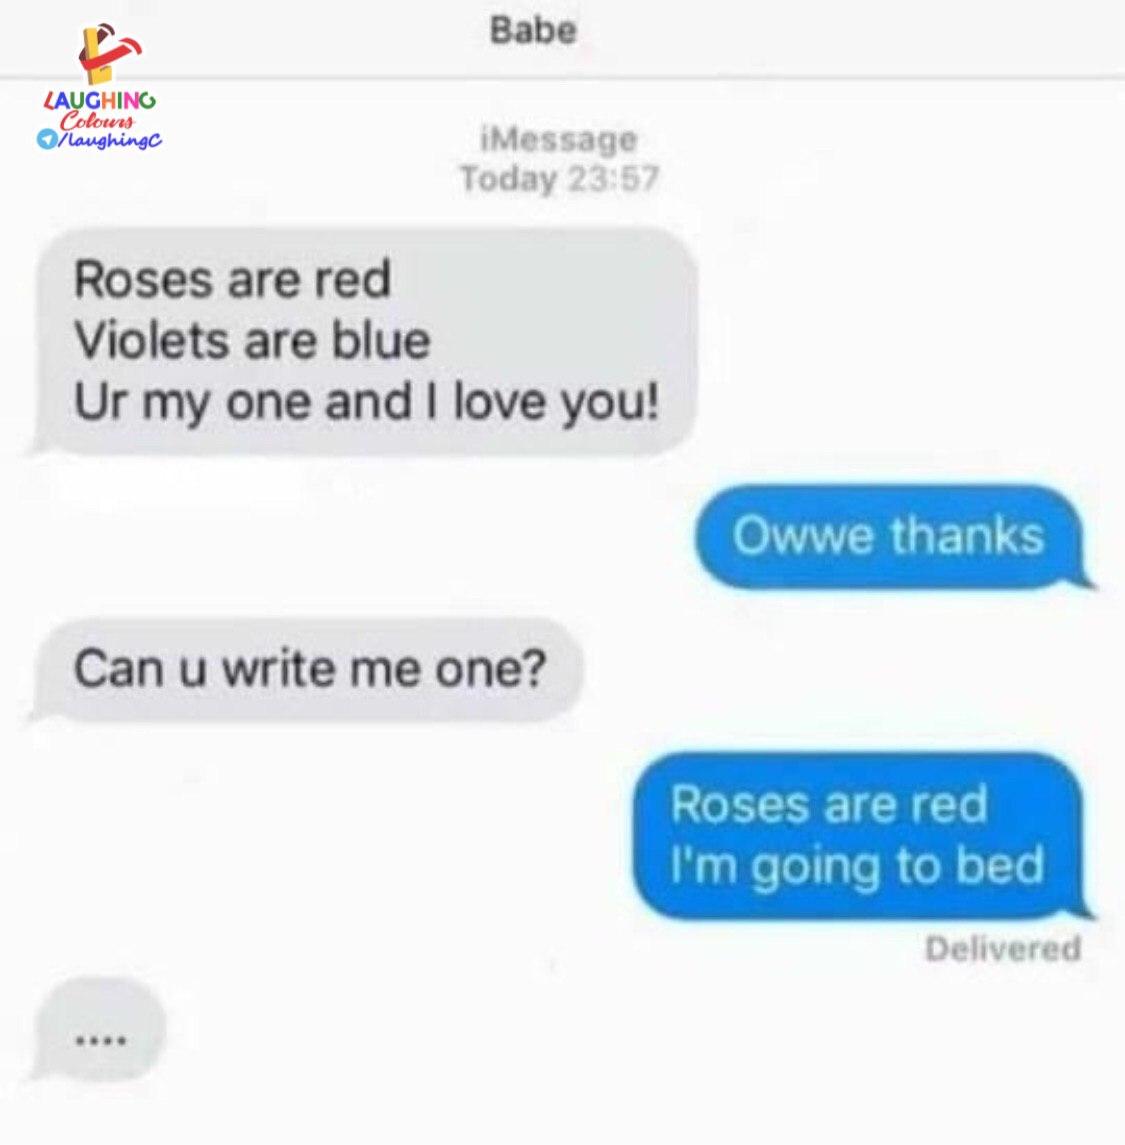 Babe
LAUGHING
Colours
/laughingC
iMessage
Today 23:57
Roses are red
Violets are blue
Ur my one and I love you!
Owwe thanks
Can u write me one?
Roses are red
I'm going to bed
Delivered
....